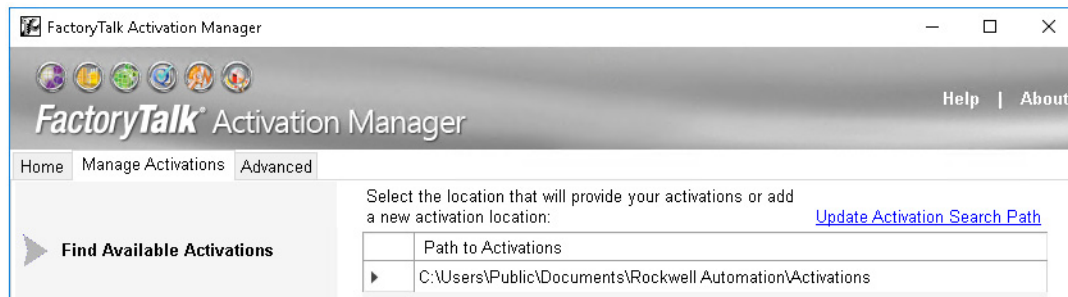 FactoryTalk Activation Manager
FactoryTalk® Activation Manager
Help | About
Home Manage Activations Advanced
Select the location that will provide your activations or add
a new activation location:
Update Activation Search Path
Find Available Activations
Path to Activations
C:\Users\Public\Documents\Rockwell Automation\Activations